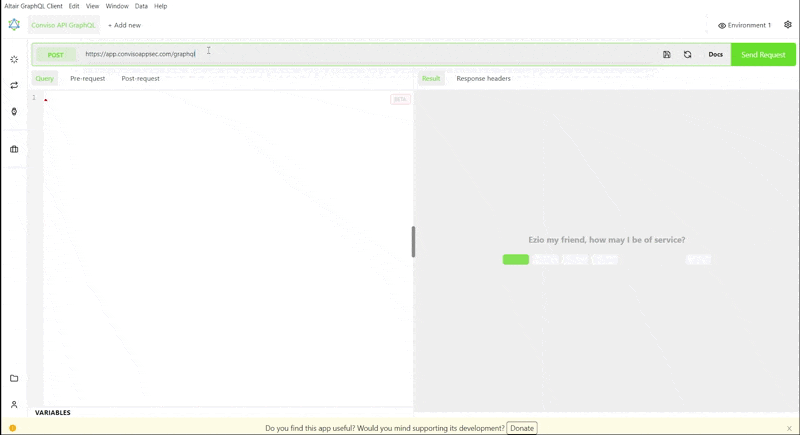 Altair GraphQL Client File Edit View Window Data Help
Conviso API GraphQL + Add new Environment 1
POST https://app.convisoappsec.com/graphql Docs Send Request
Query Pre-request Post-request Result Response headers
1 BETA
Ezio my friend, how may I be of service?
VARIABLES
Do you find this app useful? Would you mind supporting its development? Donate